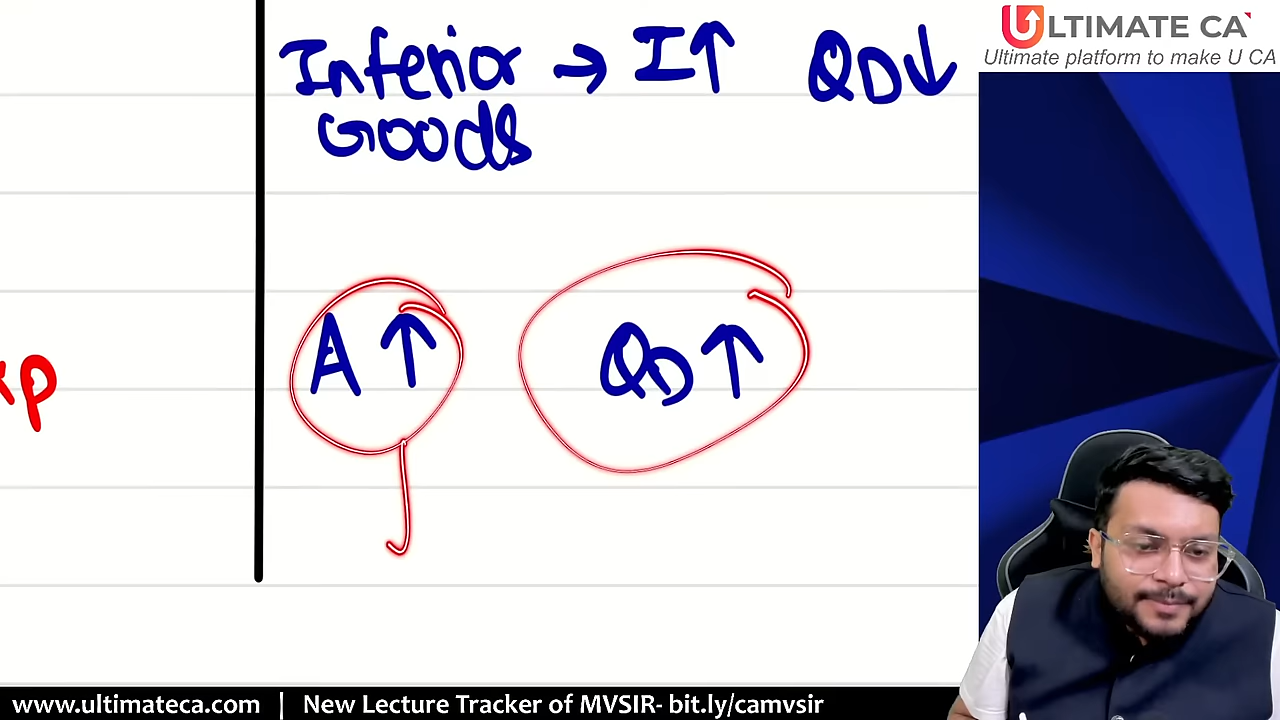 ULTIMATE CA
Ultimate platform to make U CA
Inferior → I↑ QD↓
Goods
A↑ QD↑
www.ultimateca.com | New Lecture Tracker of MVSIR- bit.ly/camvsir